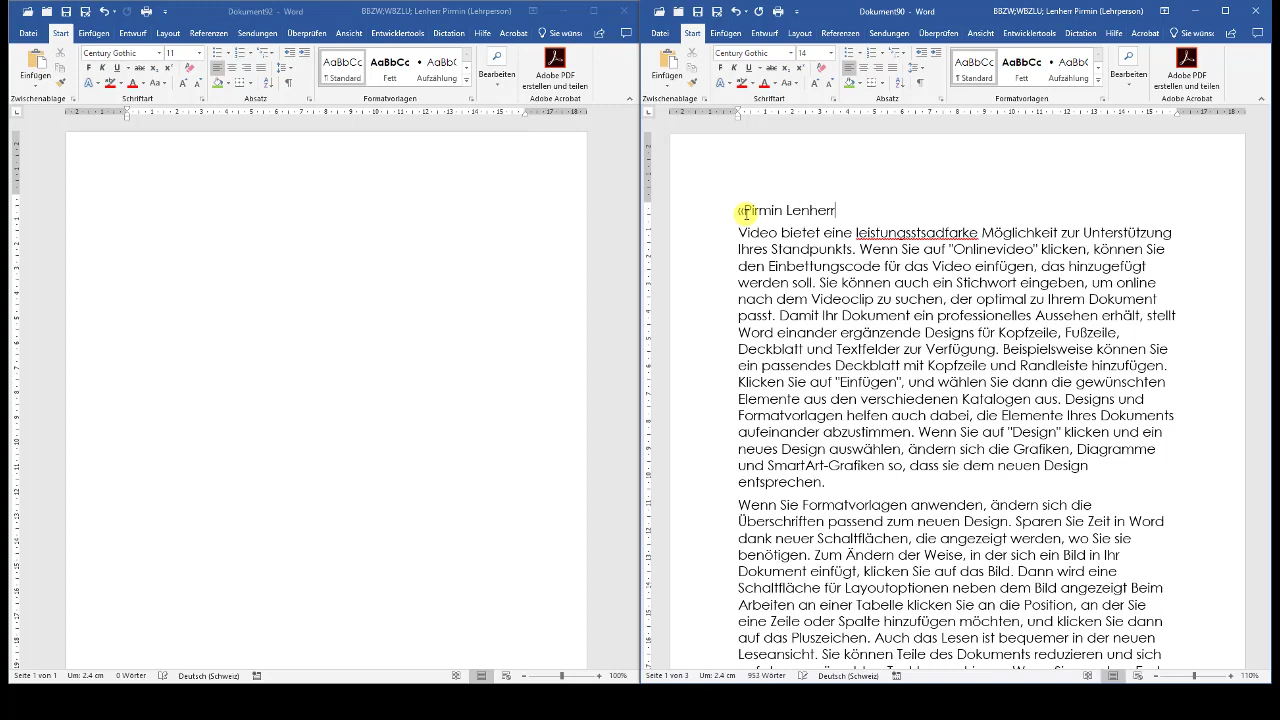 Dokument92 - Word
BBZW;WBZLU; Lenherr Pirmin (Lehrperson)
Datei Start Einfügen Entwurf Layout Referenzen Sendungen Überprüfen Ansicht Entwicklertools Dictation Hilfe Acrobat Sie wünsc
Century Gothic 11
Einfügen
AaBbCc AaBbCc • AaBbC
¶ Standard Fett Aufzählung
Bearbeiten
Adobe PDF
erstellen und teilen
Zwischenablage Schriftart Absatz Formatvorlagen Adobe Acrobat
Seite 1 von 1 Um: 2.4 cm 0 Wörter Deutsch (Schweiz) 100%
Dokument90 - Word
BBZW;WBZLU; Lenherr Pirmin (Lehrperson)
Datei Start Einfügen Entwurf Layout Referenzen Sendungen Überprüfen Ansicht Entwicklertools Dictation Hilfe Acrobat Sie wünsc
Century Gothic 14
Einfügen
AaBbCc AaBbCc • AaBbC
¶ Standard Fett Aufzählung
Bearbeiten
Adobe PDF
erstellen und teilen
Zwischenablage Schriftart Absatz Formatvorlagen Adobe Acrobat
«Pirmin Lenherr
Video bietet eine leistungsstsadfarke Möglichkeit zur Unterstützung
Ihres Standpunkts. Wenn Sie auf "Onlinevideo" klicken, können Sie
den Einbettungscode für das Video einfügen, das hinzugefügt
werden soll. Sie können auch ein Stichwort eingeben, um online
nach dem Videoclip zu suchen, der optimal zu Ihrem Dokument
passt. Damit Ihr Dokument ein professionelles Aussehen erhält, stellt
Word einander ergänzende Designs für Kopfzeile, Fußzeile,
Deckblatt und Textfelder zur Verfügung. Beispielsweise können Sie
ein passendes Deckblatt mit Kopfzeile und Randleiste hinzufügen.
Klicken Sie auf "Einfügen", und wählen Sie dann die gewünschten
Elemente aus den verschiedenen Katalogen aus. Designs und
Formatvorlagen helfen auch dabei, die Elemente Ihres Dokuments
aufeinander abzustimmen. Wenn Sie auf "Design" klicken und ein
neues Design auswählen, ändern sich die Grafiken, Diagramme
und SmartArt-Grafiken so, dass sie dem neuen Design
entsprechen.
Wenn Sie Formatvorlagen anwenden, ändern sich die
Überschriften passend zum neuen Design. Sparen Sie Zeit in Word
dank neuer Schaltflächen, die angezeigt werden, wo Sie sie
benötigen. Zum Ändern der Weise, in der sich ein Bild in Ihr
Dokument einfügt, klicken Sie auf das Bild. Dann wird eine
Schaltfläche für Layoutoptionen neben dem Bild angezeigt Beim
Arbeiten an einer Tabelle klicken Sie an die Position, an der Sie
eine Zeile oder Spalte hinzufügen möchten, und klicken Sie dann
auf das Pluszeichen. Auch das Lesen ist bequemer in der neuen
Leseansicht. Sie können Teile des Dokuments reduzieren und sich
Seite 1 von 3 Um: 2.4 cm 953 Wörter Deutsch (Schweiz) 110%